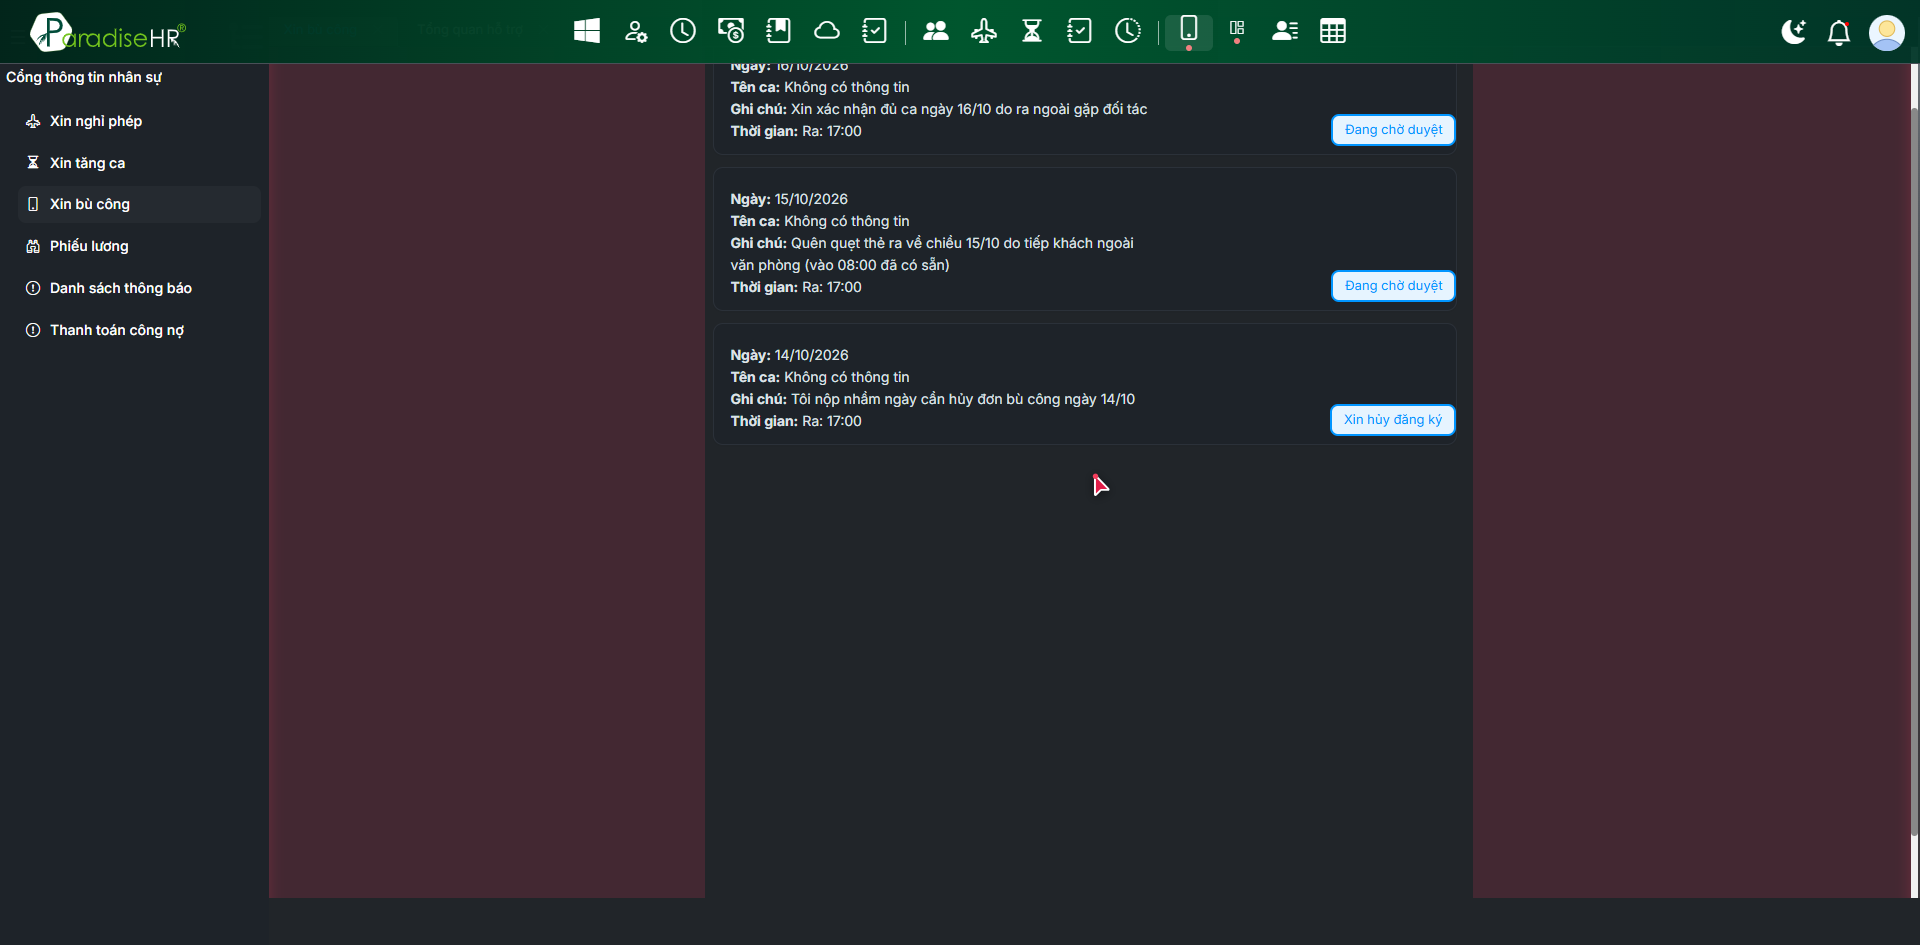 ParadiseHR®
Cổng thông tin nhân sự
Xin nghỉ phép
Xin tăng ca
Xin bù công
Phiếu lương
Danh sách thông báo
Thanh toán công nợ
Ngày: 16/10/2026
Tên ca: Không có thông tin
Ghi chú: Xin xác nhận đủ ca ngày 16/10 do ra ngoài gặp đối tác
Thời gian: Ra: 17:00
Đang chờ duyệt
Ngày: 15/10/2026
Tên ca: Không có thông tin
Ghi chú: Quên quẹt thẻ ra về chiều 15/10 do tiếp khách ngoài
văn phòng (vào 08:00 đã có sẵn)
Thời gian: Ra: 17:00
Đang chờ duyệt
Ngày: 14/10/2026
Tên ca: Không có thông tin
Ghi chú: Tôi nộp nhầm ngày cần hủy đơn bù công ngày 14/10
Thời gian: Ra: 17:00
Xin hủy đăng ký